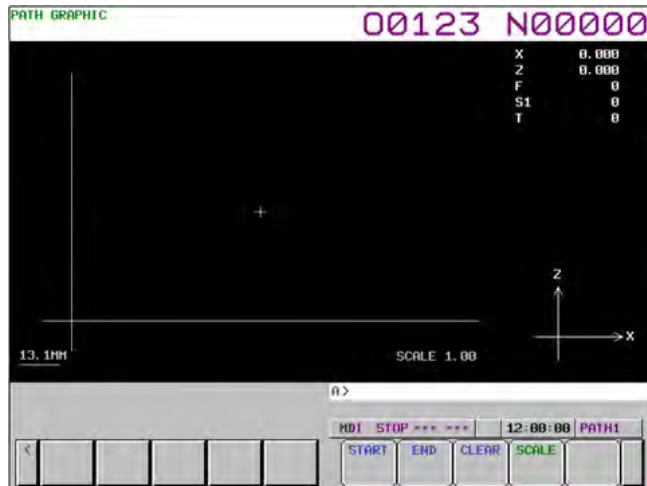 PATH GRAPHIC O0123 N00000
X 0.000
Z 0.000
F 0
S1 0
T 0
Z
X
13.1MM SCALE 1.00
A>
MDI STOP *** *** 12:00:00 PATH1
< START END CLEAR SCALE